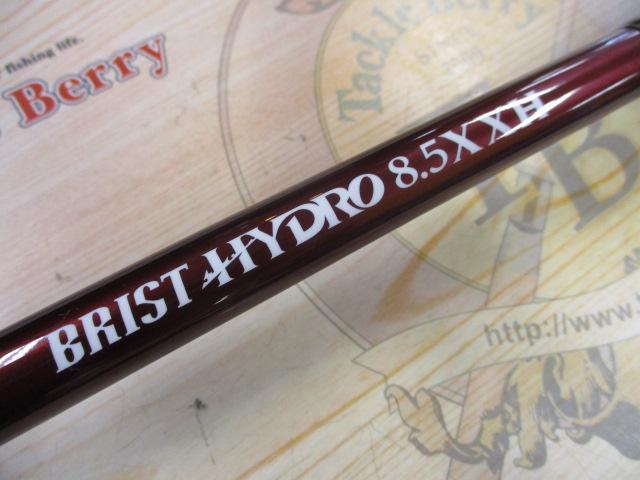 r fishing life.
Berry
Tackle Berry
BRIST HYDRO 8.5XXH
B
http://www.